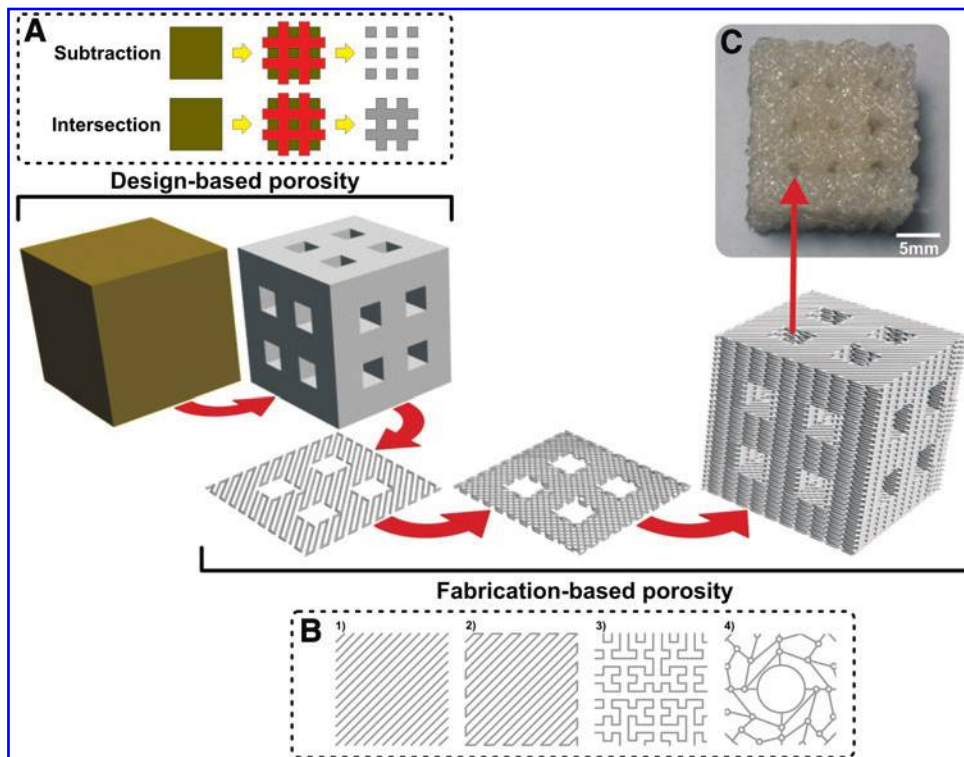 A
Subtraction
Intersection
Design-based porosity
C
5mm
Fabrication-based porosity
B
1)
2)
3)
4)